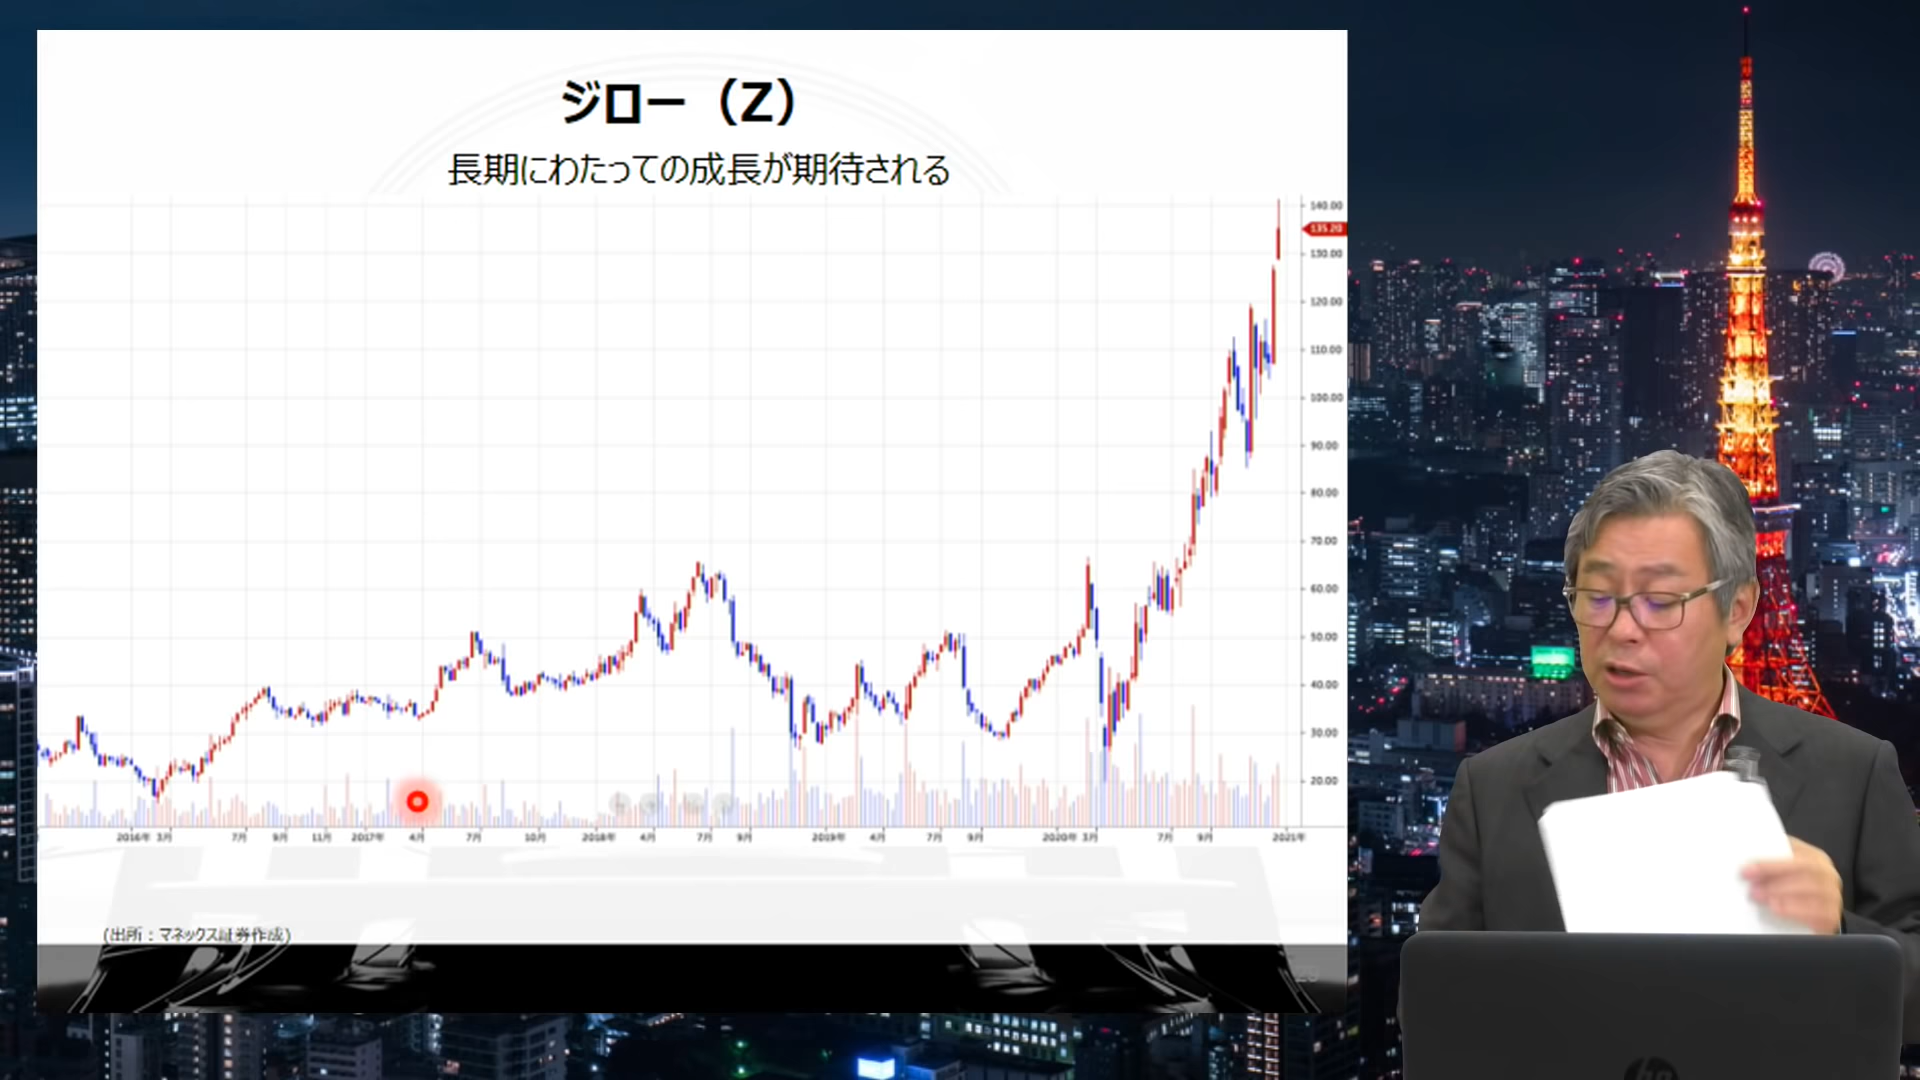 ジロー（Z）
長期にわたっての成長が期待される
140.00
135.20
130.00
120.00
110.00
100.00
90.00
80.00
70.00
60.00
50.00
40.00
30.00
20.00
2016年 3月 7月 9月 11月 2017年 4月 7月 10月 2018年 4月 7月 9月 2019年 4月 7月 9月 2020年 3月 7月 9月 2021年
(出所：マネックス証券作成)
hp